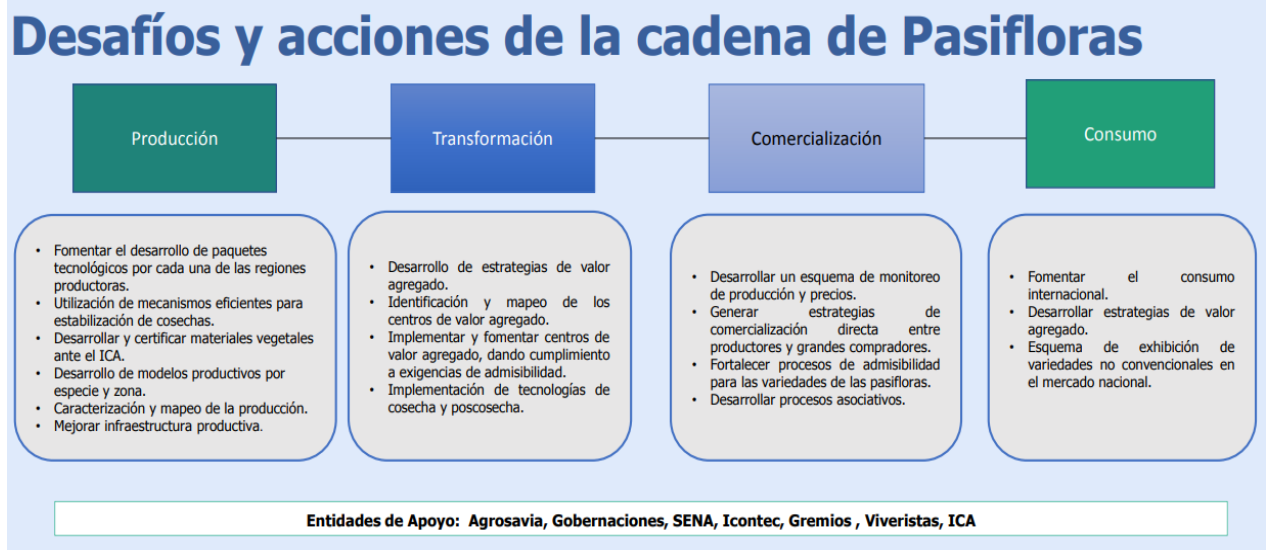 Desafíos y acciones de la cadena de Pasifloras
Producción
Transformación
Comercialización
Consumo
• Fomentar el desarrollo de paquetes
tecnológicos por cada una de las regiones
productoras.
• Utilización de mecanismos eficientes para
estabilización de cosechas.
• Desarrollar y certificar materiales vegetales
ante el ICA.
• Desarrollo de modelos productivos por
especie y zona.
• Caracterización y mapeo de la producción.
• Mejorar infraestructura productiva.
• Desarrollo de estrategias de valor
agregado.
• Identificación y mapeo de los
centros de valor agregado.
• Implementar y fomentar centros de
valor agregado, dando cumplimiento
a exigencias de admisibilidad.
• Implementación de tecnologías de
cosecha y poscosecha.
• Desarrollar un esquema de monitoreo
de producción y precios.
• Generar estrategias de
comercialización directa entre
productores y grandes compradores.
• Fortalecer procesos de admisibilidad
para las variedades de las pasifloras.
• Desarrollar procesos asociativos.
• Fomentar el consumo
internacional.
• Desarrollar estrategias de valor
agregado.
• Esquema de exhibición de
variedades no convencionales en
el mercado nacional.
Entidades de Apoyo: Agrosavia, Gobernaciones, SENA, Icontec, Gremios , Viveristas, ICA